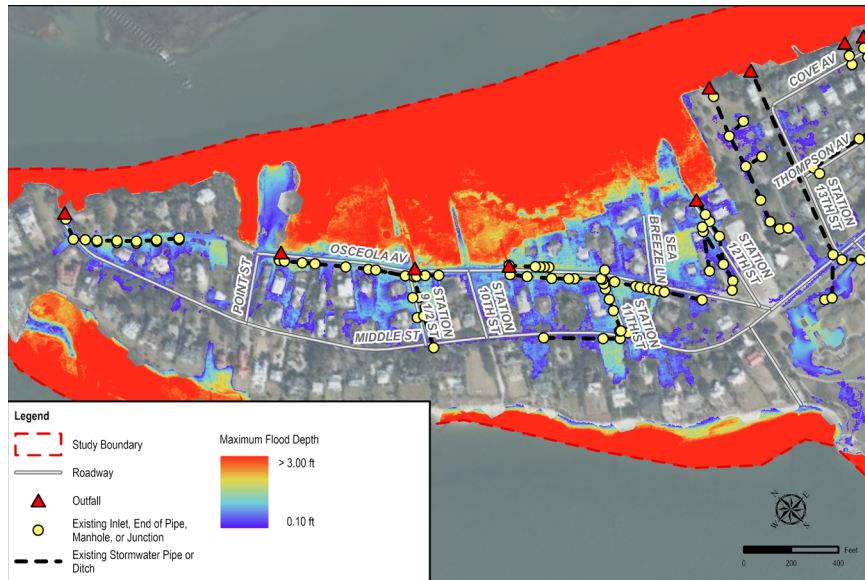 COVE AV
THOMPSON AV
STATION
13TH ST
STATION
12TH ST
SEA
BREEZE LN
OSCEOLA AV
POINT ST
STATION
9 1/2 ST
STATION
10TH ST
STATION
11TH ST
MIDDLE ST
Legend
Study Boundary
Roadway
Outfall
Existing Inlet, End of Pipe,
Manhole, or Junction
Existing Stormwater Pipe or
Ditch
Maximum Flood Depth
> 3.00 ft
0.10 ft
N
E
S
W
Feet
0 200 400